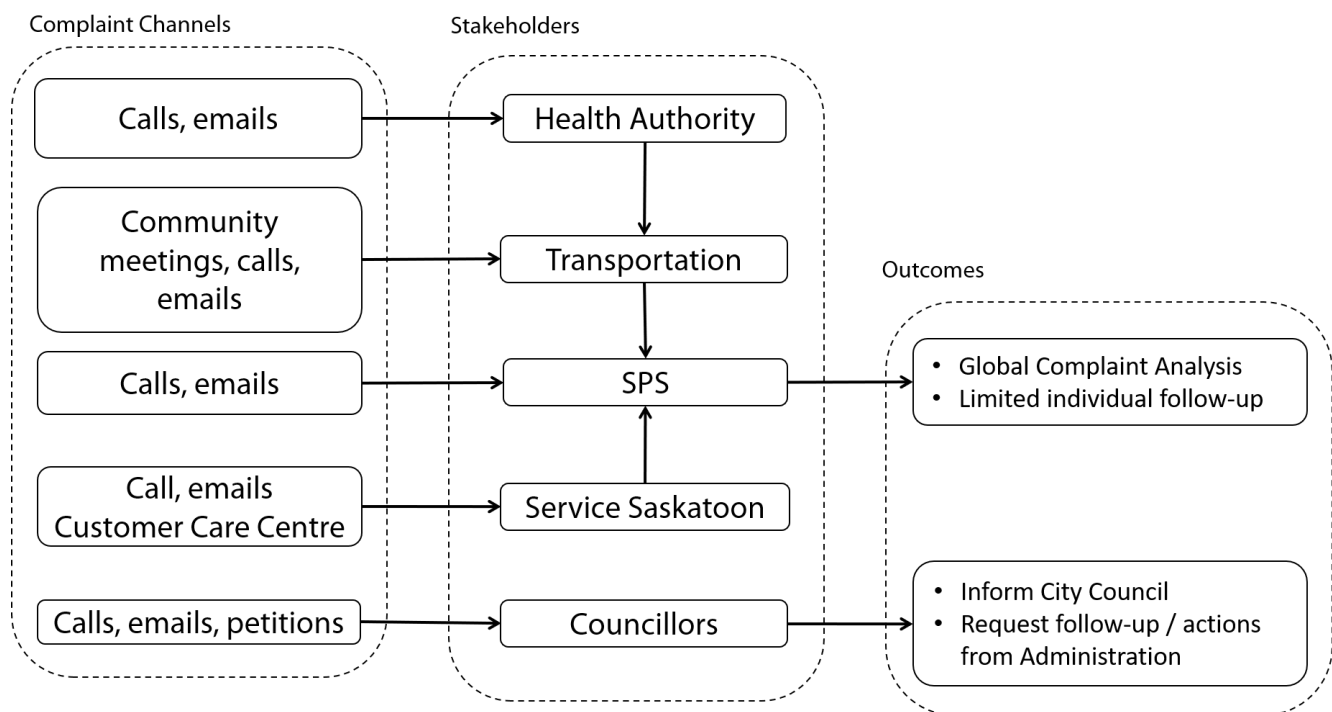 Complaint Channels
Stakeholders
Calls, emails
Health Authority
Community
meetings, calls,
emails
Transportation
Outcomes
Calls, emails
SPS
• Global Complaint Analysis
• Limited individual follow-up
Call, emails
Customer Care Centre
Service Saskatoon
Calls, emails, petitions
Councillors
• Inform City Council
• Request follow-up / actions
from Administration